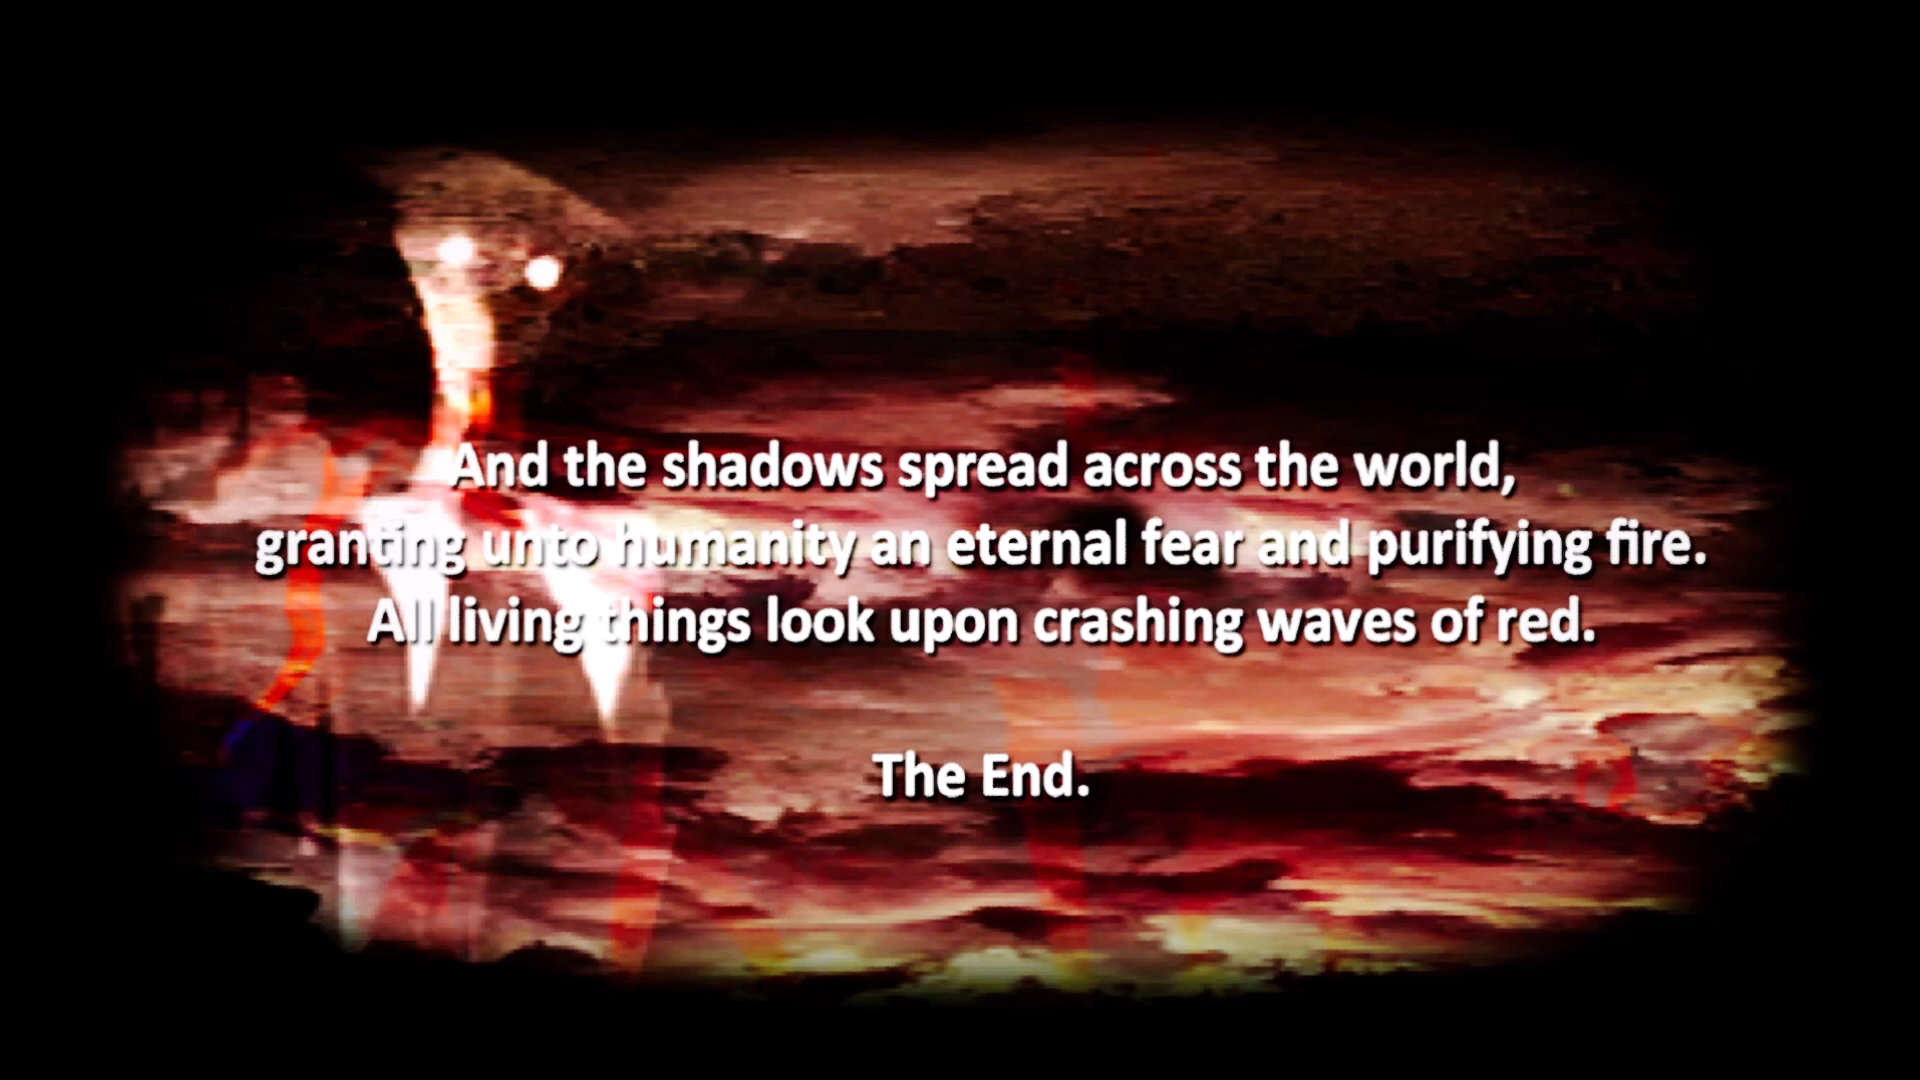 And the shadows spread across the world,
granting unto humanity an eternal fear and purifying fire.
All living things look upon crashing waves of red.
The End.